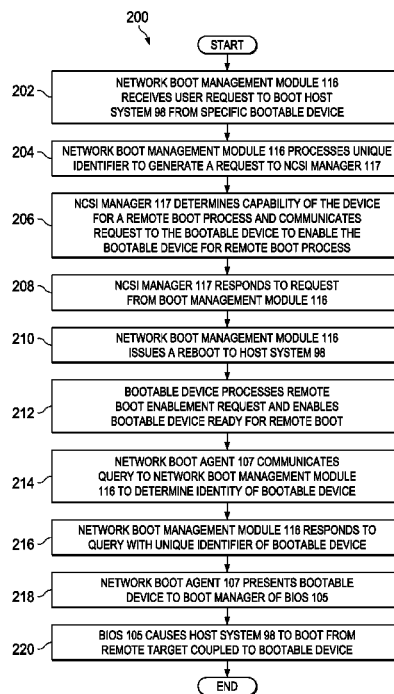 200
START
202
NETWORK BOOT MANAGEMENT MODULE 116
RECEIVES USER REQUEST TO BOOT HOST
SYSTEM 98 FROM SPECIFIC BOOTABLE DEVICE
204
NETWORK BOOT MANAGEMENT MODULE 116 PROCESSES UNIQUE
IDENTIFIER TO GENERATE A REQUEST TO NCSI MANAGER 117
206
NCSI MANAGER 117 DETERMINES CAPABILITY OF THE DEVICE
FOR A REMOTE BOOT PROCESS AND COMMUNICATES
REQUEST TO THE BOOTABLE DEVICE TO ENABLE THE
BOOTABLE DEVICE FOR REMOTE BOOT PROCESS
208
NCSI MANAGER 117 RESPONDS TO REQUEST
FROM BOOT MANAGEMENT MODULE 116
210
NETWORK BOOT MANAGEMENT MODULE 116
ISSUES A REBOOT TO HOST SYSTEM 98
212
BOOTABLE DEVICE PROCESSES REMOTE
BOOT ENABLEMENT REQUEST AND ENABLES
BOOTABLE DEVICE READY FOR REMOTE BOOT
214
NETWORK BOOT AGENT 107 COMMUNICATES
QUERY TO NETWORK BOOT MANAGEMENT MODULE
116 TO DETERMINE IDENTITY OF BOOTABLE DEVICE
216
NETWORK BOOT MANAGEMENT MODULE 116 RESPONDS TO
QUERY WITH UNIQUE IDENTIFIER OF BOOTABLE DEVICE
218
NETWORK BOOT AGENT 107 PRESENTS BOOTABLE
DEVICE TO BOOT MANAGER OF BIOS 105
220
BIOS 105 CAUSES HOST SYSTEM 98 TO BOOT FROM
REMOTE TARGET COUPLED TO BOOTABLE DEVICE
END